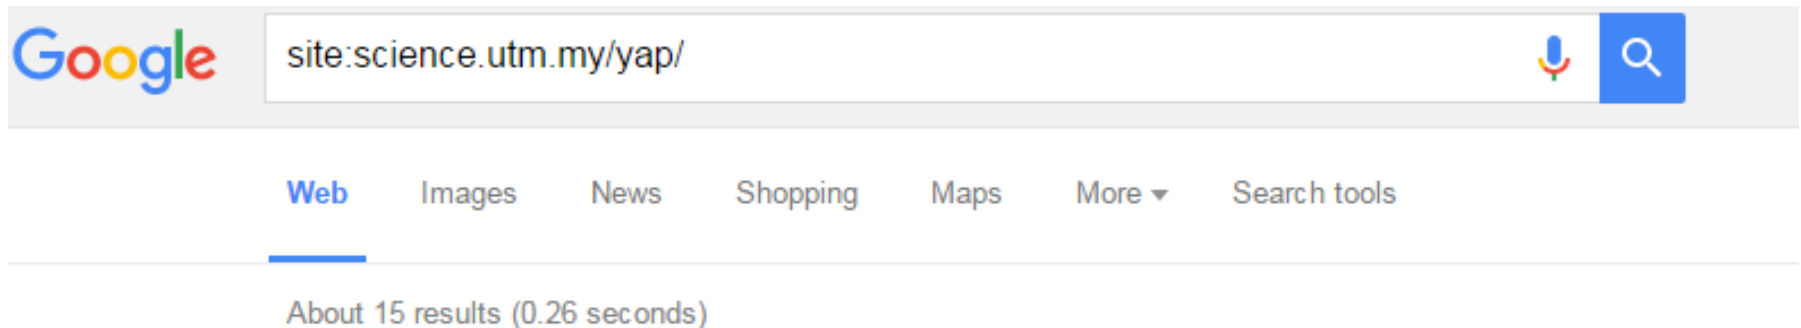 Google site:science.utm.my/yap/
Web Images News Shopping Maps More Search tools
About 15 results (0.26 seconds)